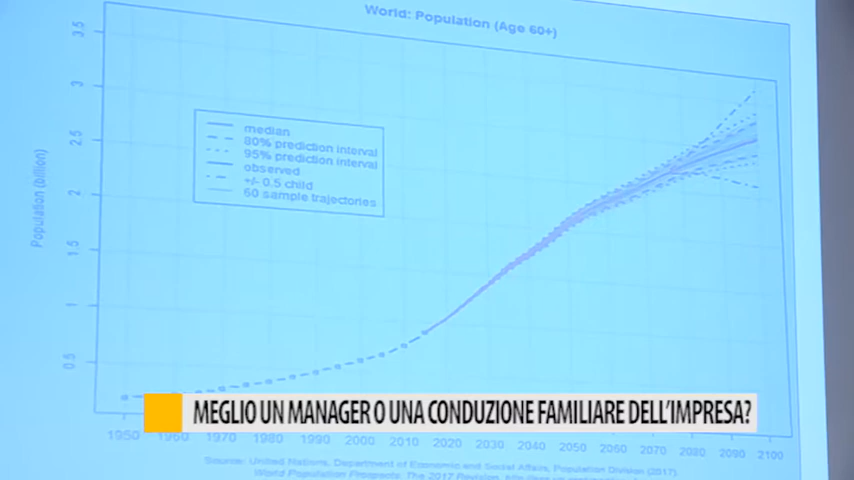 World: Population (Age 60+)
3.5
3
2.5
2
1.5
1
0.5
Population (billion)
median
80% prediction interval
95% prediction interval
observed
+/- 0.5 child
60 sample trajectories
MEGLIO UN MANAGER O UNA CONDUZIONE FAMILIARE DELL'IMPRESA?
1950 1960 1970 1980 1990 2000 2010 2020 2030 2040 2050 2060 2070 2080 2090 2100
Source: United Nations, Department of Economic and Social Affairs, Population Division (2017).
World Population Prospects: The 2017 Revision.